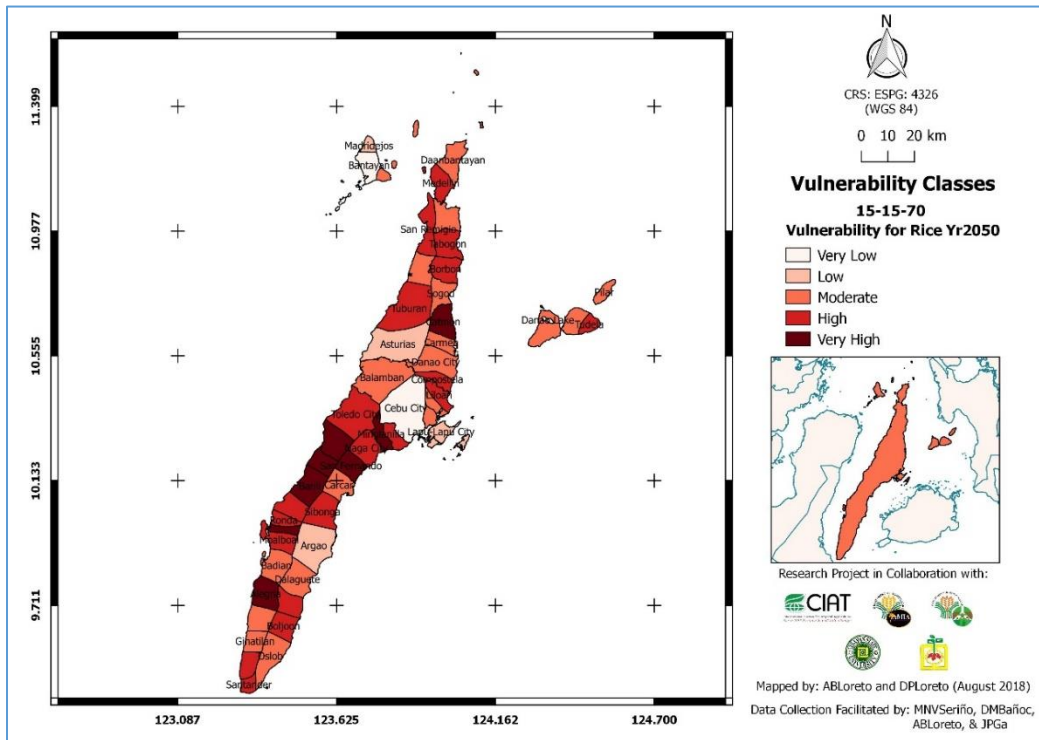 N
CRS: ESPG: 4326
(WGS 84)
0 10 20 km
Vulnerability Classes
15-15-70
Vulnerability for Rice Yr2050
Very Low
Low
Moderate
High
Very High
Research Project in Collaboration with:
CIAT
Mapped by: ABLoreto and DPLoreto (August 2018)
Data Collection Facilitated by: MNVSeriño, DMBañoc,
ABLoreto, & JPGa
11.399
10.977
10.555
10.133
9.711
123.087 123.625 124.162 124.700
Madridejos
Bantayan
Daanbantayan
Medellin
San Remigio
Tabogon
Borbon
Sogod
Tuburan
Pilar
Danao Lake
Tudela
Asturias
Carmen
Danao City
Balamban
Compostela
Liloan
Cebu City
Toledo City
Lapu-Lapu City
Minglanilla
Naga City
Carcar
Sibonga
Ronda
Moalboal
Argao
Badian
Dalaguete
Alegria
Boljoon
Ginatilan
Oslob
Santander